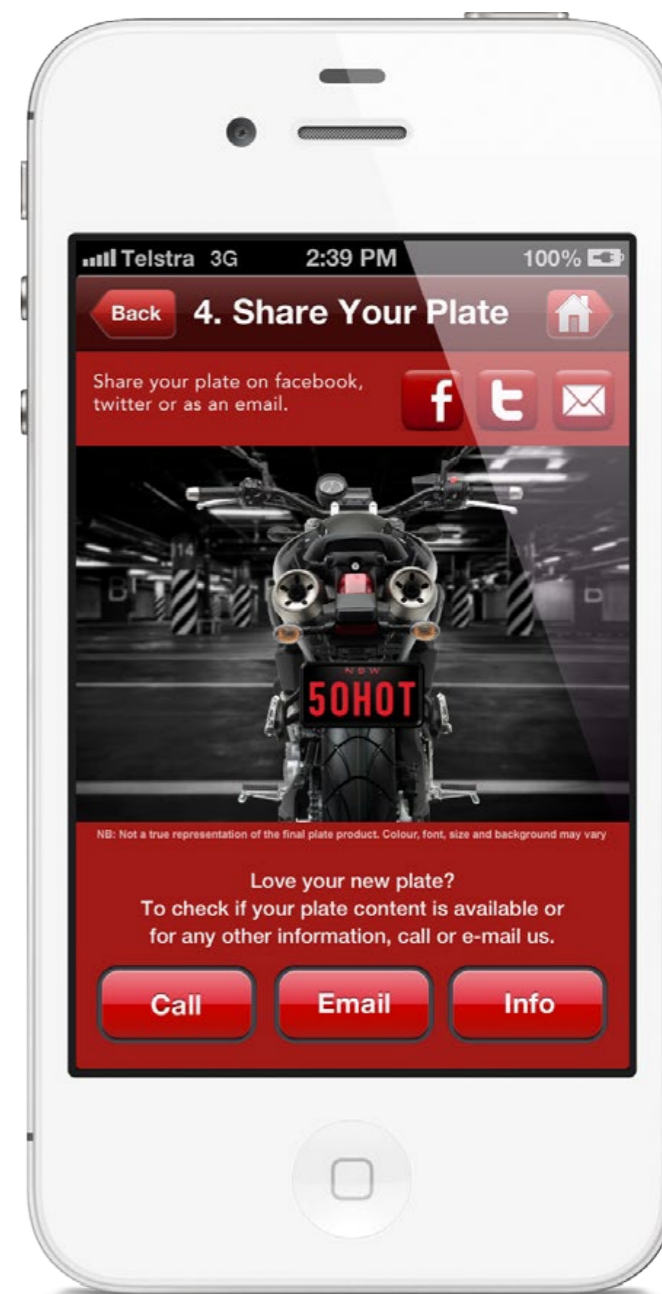 Telstra 3G 2:39 PM 100%
Back 4. Share Your Plate
Share your plate on facebook,
twitter or as an email.
f t
114
NSW
50HOT
NB: Not a true representation of the final plate product. Colour, font, size and background may vary
Love your new plate?
To check if your plate content is available or
for any other information, call or e-mail us.
Call Email Info